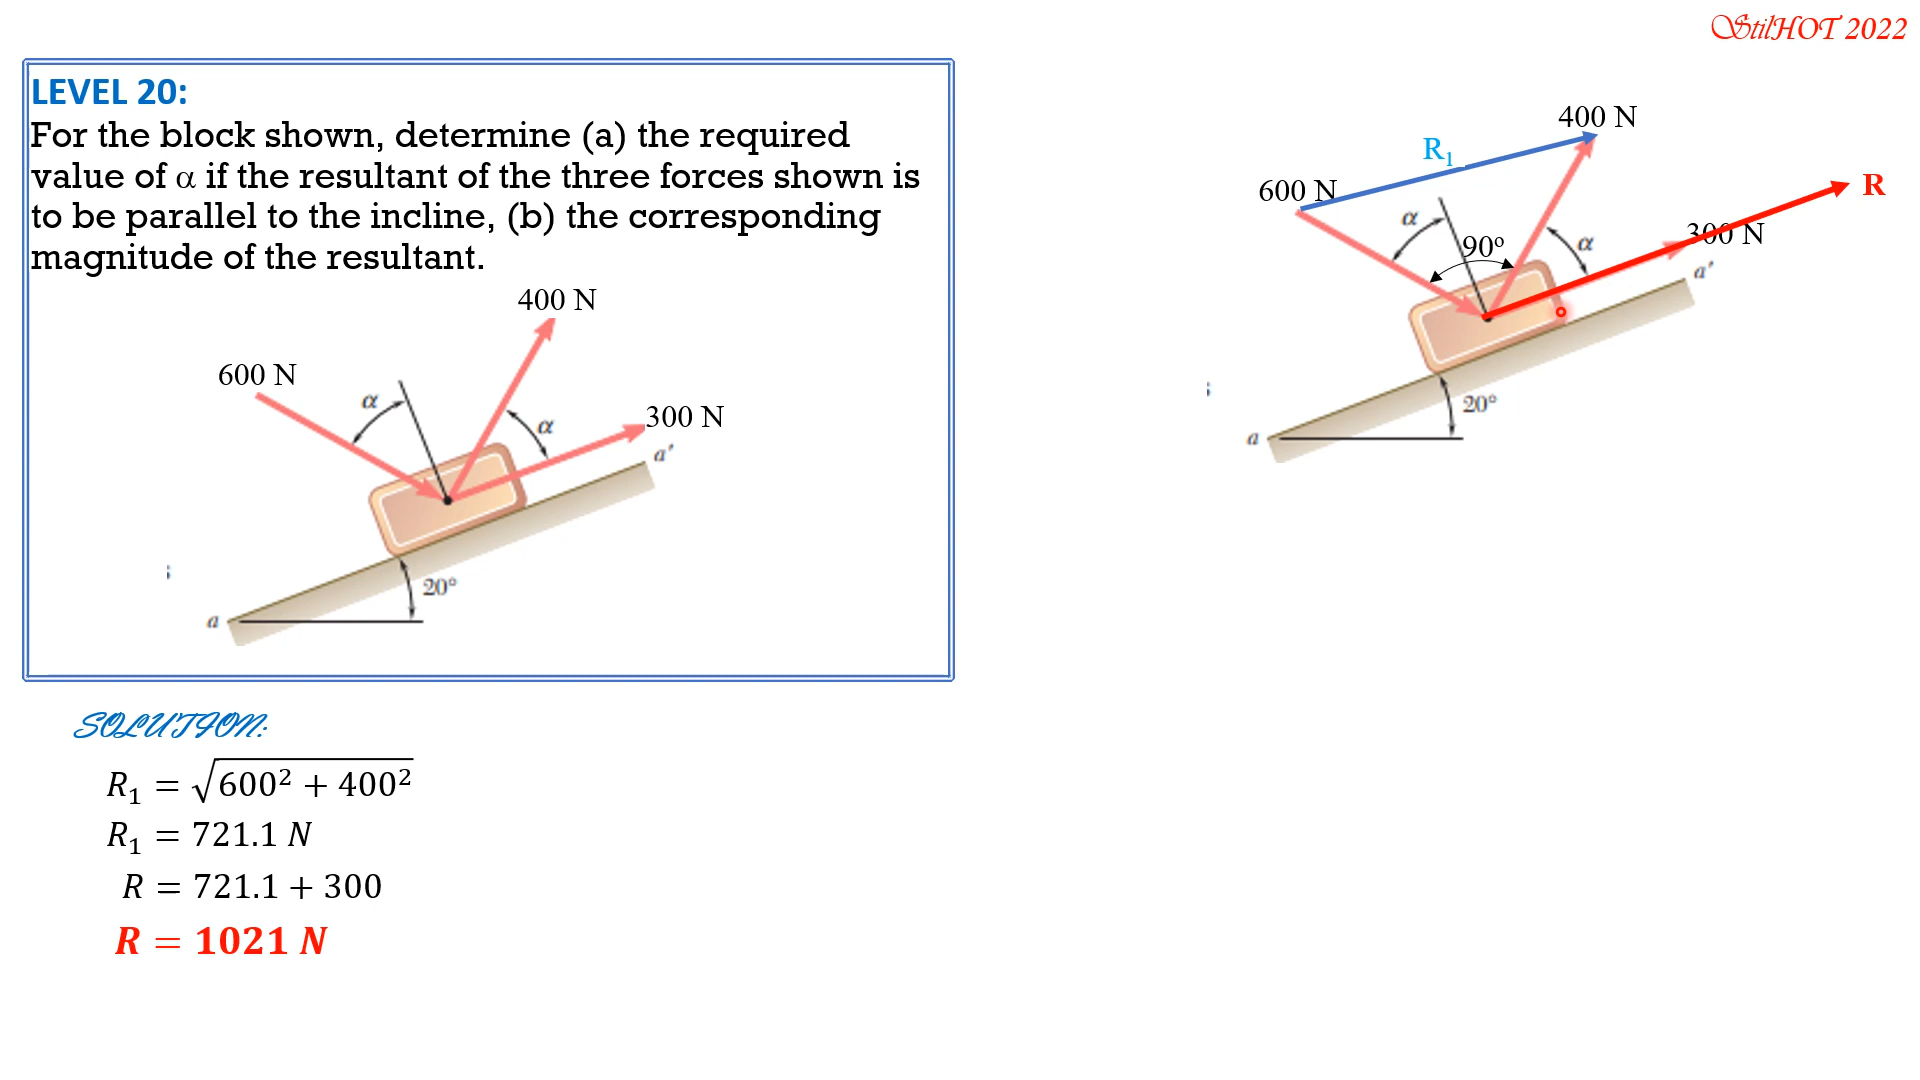 StilHOT 2022
LEVEL 20:
For the block shown, determine (a) the required
value of α if the resultant of the three forces shown is
to be parallel to the incline, (b) the corresponding
magnitude of the resultant.
400 N
600 N
α
α
300 N
a'
20°
a
SOLUTION:
R₁ = √(600² + 400²)
R₁ = 721.1 N
R = 721.1 + 300
R = 1021 N
400 N
R₁
600 N
R
α
90°
α
300 N
a'
20°
a